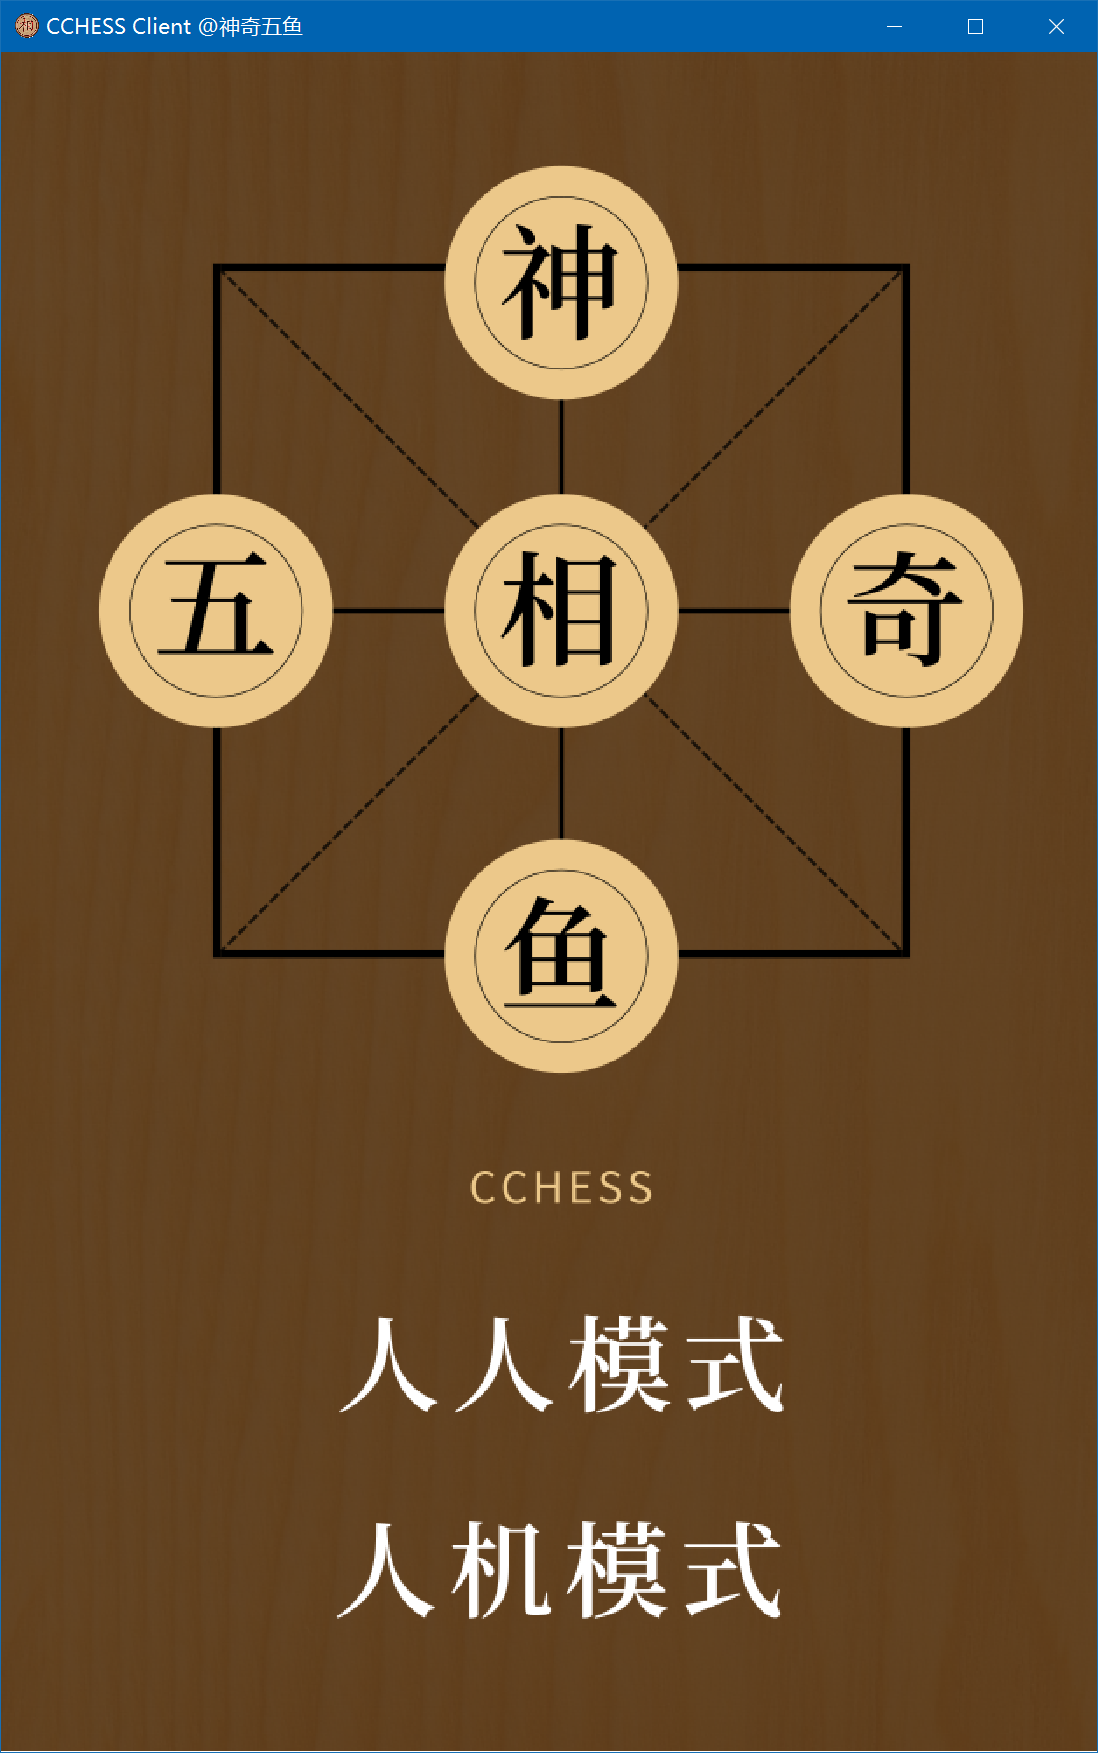 CCHESS Client @神奇五鱼
神
五 相 奇
鱼
CCHESS
人人模式
人机模式